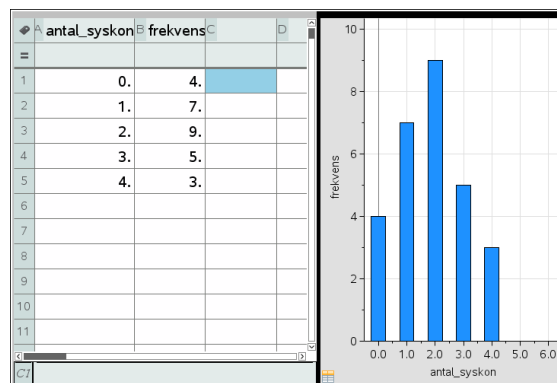 A antal_syskon B frekvens C D
=
1 0. 4.
2 1. 7.
3 2. 9.
4 3. 5.
5 4. 3.
6
7
8
9
10
11
C1
10
8
6
4
2
0
frekvens
0.0 1.0 2.0 3.0 4.0 5.0 6.0
antal_syskon